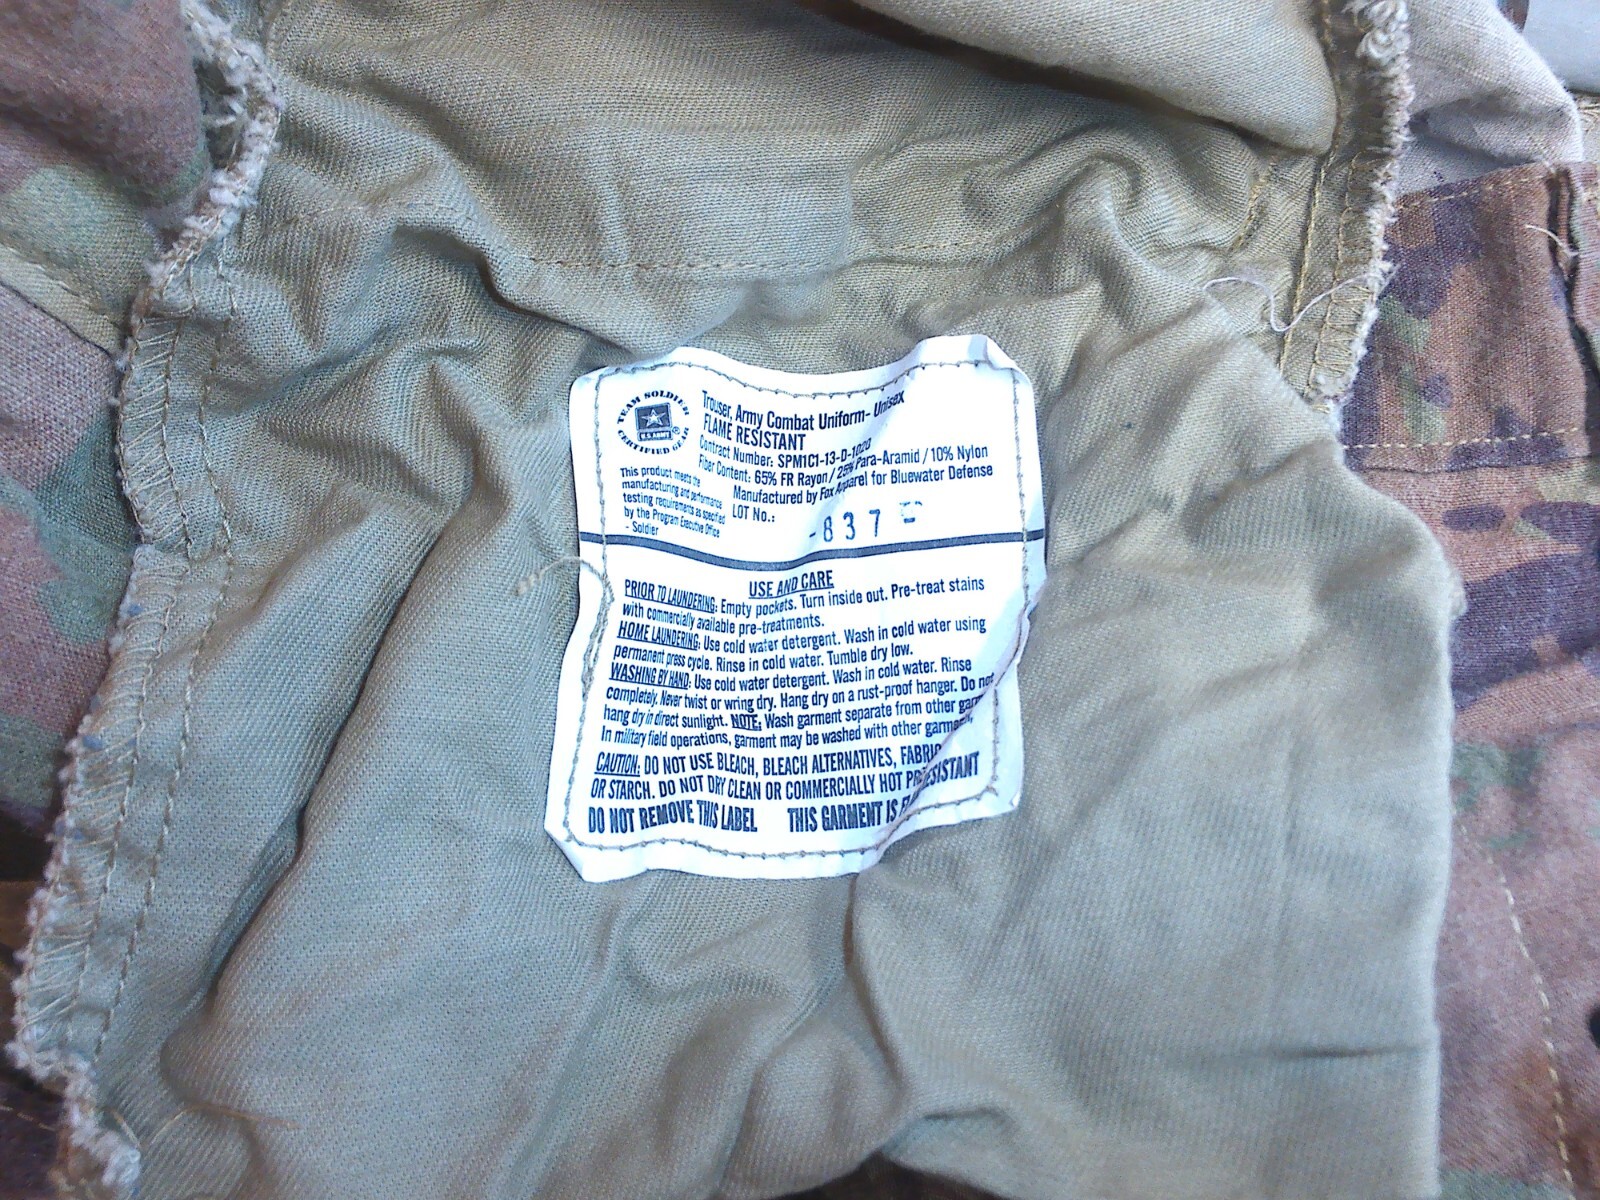 TEAM SOLDIER
U.S. ARMY
CERTIFIED GEAR
®
Trouser, Army Combat Uniform- Unisex
FLAME RESISTANT
Contract Number: SPM1C1-13-D-1020
Fiber Content: 65% FR Rayon / 25% Para-Aramid / 10% Nylon
Manufactured by Fox Apparel for Bluewater Defense
LOT No.:
-837
This product meets the
manufacturing and performance
testing requirements as specified
by the Program Executive Office
- Soldier
USE AND CARE
PRIOR TO LAUNDERING: Empty pockets. Turn inside out. Pre-treat stains
with commercially available pre-treatments.
HOME LAUNDERING: Use cold water detergent. Wash in cold water using
permanent press cycle. Rinse in cold water. Tumble dry low.
WASHING BY HAND: Use cold water detergent. Wash in cold water. Rinse
completely. Never twist or wring dry. Hang dry on a rust-proof hanger. Do not
hang dry in direct sunlight. NOTE: Wash garment separate from other
In military field operations, garment may be washed with other
CAUTION: DO NOT USE BLEACH, BLEACH ALTERNATIVES, FABRIC
OR STARCH. DO NOT DRY CLEAN OR COMMERCIALLY HOT
DO NOT REMOVE THIS LABEL THIS GARMENT IS